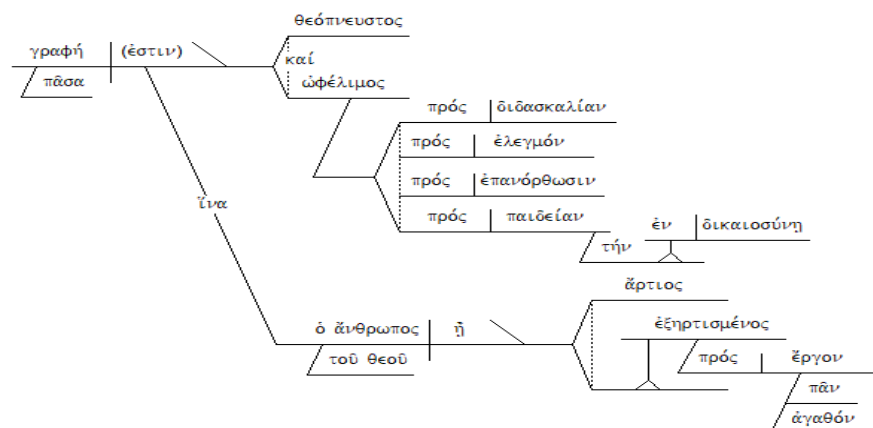 θεόπνευστος
γραφή (ἐστιν) καί
πᾶσα ὠφέλιμος
πρός διδασκαλίαν
πρός ἐλεγμόν
πρός ἐπανόρθωσιν
πρός παιδείαν
τήν ἐν δικαιοσύνῃ
ἵνα
ἄρτιος
ὁ ἄνθρωπος ᾖ ἐξηρτισμένος
τοῦ θεοῦ πρός ἔργον
πᾶν
ἀγαθόν